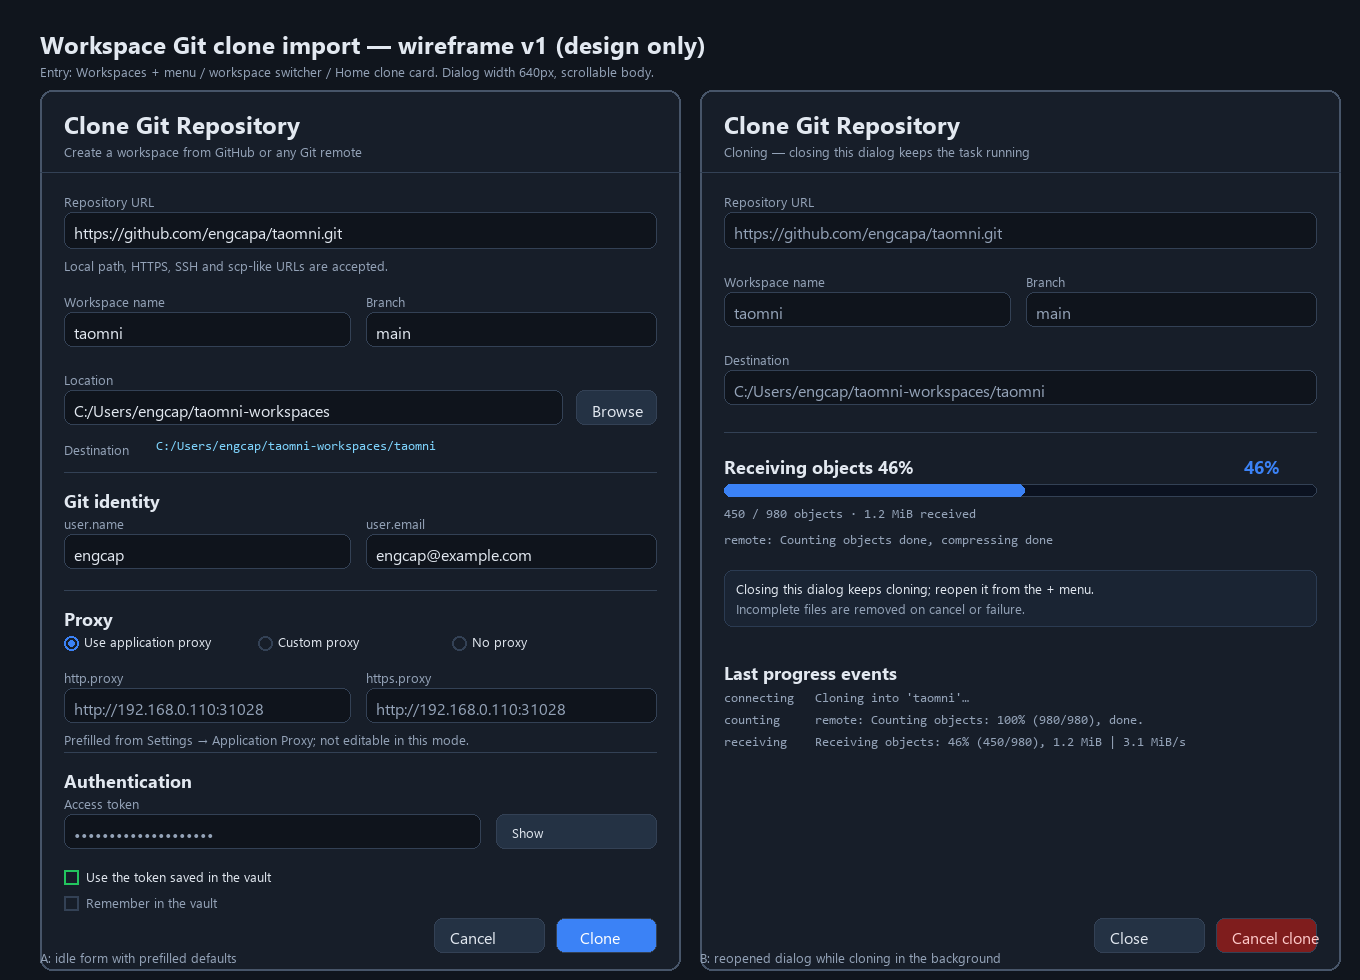 Workspace Git clone import — wireframe v1 (design only)
Entry: Workspaces + menu / workspace switcher / Home clone card. Dialog width 640px, scrollable body.
Clone Git Repository
Create a workspace from GitHub or any Git remote
Repository URL
https://github.com/engcapa/taomni.git
Local path, HTTPS, SSH and scp-like URLs are accepted.
Workspace name
Branch
taomni
main
Location
C:/Users/engcap/taomni-workspaces
Browse
Destination
C:/Users/engcap/taomni-workspaces/taomni
Git identity
user.name
user.email
engcap
engcap@example.com
Proxy
Use application proxy
Custom proxy
No proxy
http.proxy
https.proxy
http://192.168.0.110:31028
http://192.168.0.110:31028
Prefilled from Settings → Application Proxy; not editable in this mode.
Authentication
Access token
••••••••••••••••••••
Show
Use the token saved in the vault
Remember in the vault
Cancel
Clone
A: idle form with prefilled defaults
Clone Git Repository
Cloning — closing this dialog keeps the task running
Repository URL
https://github.com/engcapa/taomni.git
Workspace name
Branch
taomni
main
Destination
C:/Users/engcap/taomni-workspaces/taomni
Receiving objects 46%
46%
450 / 980 objects · 1.2 MiB received
remote: Counting objects done, compressing done
Closing this dialog keeps cloning; reopen it from the + menu.
Incomplete files are removed on cancel or failure.
Last progress events
connecting Cloning into 'taomni'…
counting remote: Counting objects: 100% (980/980), done.
receiving Receiving objects: 46% (450/980), 1.2 MiB | 3.1 MiB/s
Close
Cancel clone
B: reopened dialog while cloning in the background